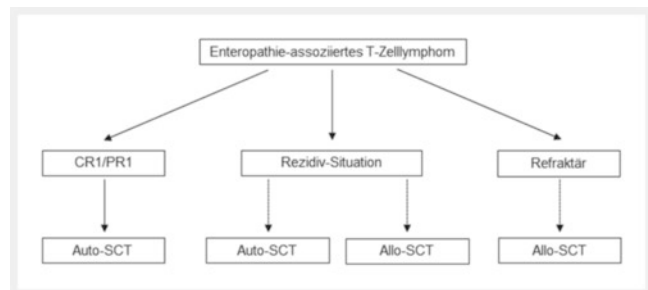 Enteropathie-assoziiertes T-Zelllymphom
CR1/PR1
Rezidiv-Situation
Refraktär
Auto-SCT
Auto-SCT
Allo-SCT
Allo-SCT